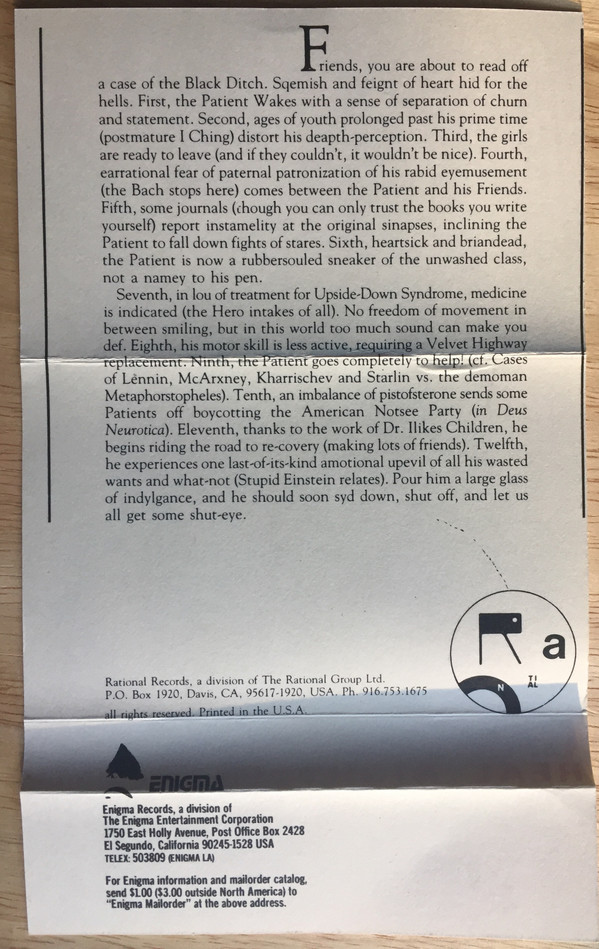 Friends, you are about to read off
a case of the Black Ditch. Sqemish and feignt of heart hid for the
hells. First, the Patient Wakes with a sense of separation of churn
and statement. Second, ages of youth prolonged past his prime time
(postmature I Ching) distort his deapth-perception. Third, the girls
are ready to leave (and if they couldn't, it wouldn't be nice). Fourth,
earrational fear of paternal patronization of his rabid eyemusement
(the Bach stops here) comes between the Patient and his Friends.
Fifth, some journals (though you can only trust the books you write
yourself) report instamelity at the original sinapses, inclining the
Patient to fall down fights of stares. Sixth, heartsick and briandead,
the Patient is now a rubbersouled sneaker of the unwashed class,
not a namey to his pen.
Seventh, in lou of treatment for Upside-Down Syndrome, medicine
is indicated (the Hero intakes of all). No freedom of movement in
between smiling, but in this world too much sound can make you
def. Eighth, his motor skill is less active, requiring a Velvet Highway
replacement. Ninth, the Patient goes completely to help! (cf. Cases
of Lennin, McArxney, Kharrischev and Starlin vs. the demoman
Metaphorstopheles). Tenth, an imbalance of pistofsterone sends some
Patients off boycotting the American Notsee Party (in Deus
Neurotica). Eleventh, thanks to the work of Dr. Ilikes Children, he
begins riding the road to re-covery (making lots of friends). Twelfth,
he experiences one last-of-its-kind amotional upevil of all his wasted
wants and what-not (Stupid Einstein relates). Pour him a large glass
of indylgance, and he should soon syd down, shut off, and let us
all get some shut-eye.
R a
TI
N AL
Rational Records, a division of The Rational Group Ltd.
P.O. Box 1920, Davis, CA, 95617-1920, USA. Ph. 916.753.1675
all rights reserved. Printed in the U.S.A.
ENIGMA
Enigma Records, a division of
The Enigma Entertainment Corporation
1750 East Holly Avenue, Post Office Box 2428
El Segundo, California 90245-1528 USA
TELEX: 503809 (ENIGMA LA)
For Enigma information and mailorder catalog,
send $1.00 ($3.00 outside North America) to
"Enigma Mailorder" at the above address.